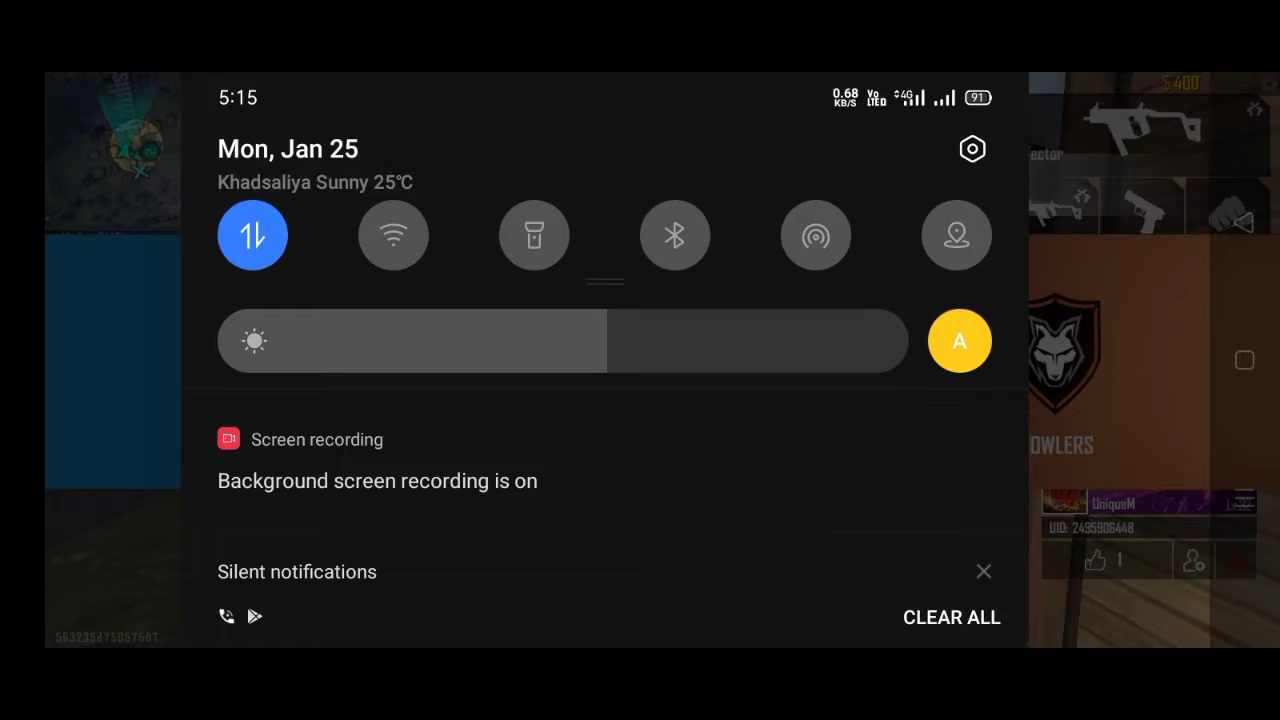 5:15
0.68 KB/S
Vo LTED
4G
91
Mon, Jan 25
Khadsaliya Sunny 25℃
A
Screen recording
Background screen recording is on
Silent notifications
CLEAR ALL
$400
ector
OWLERS
UniqueM
UID: 2495906448
1